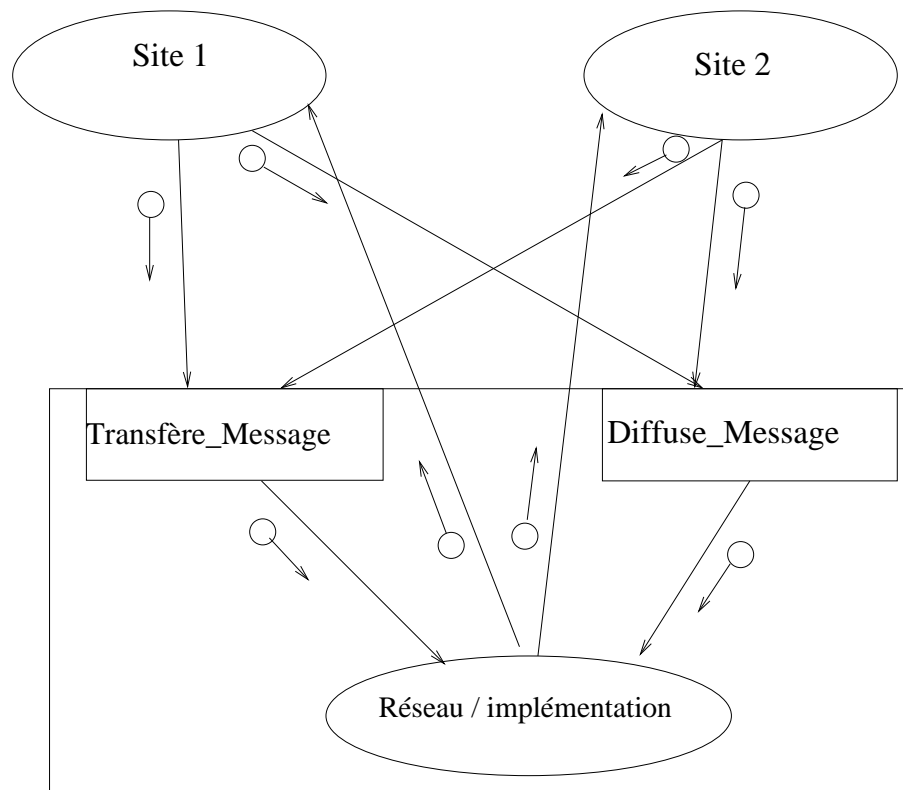 Site 1
Site 2
Transfère_Message
Diffuse_Message
Réseau / implémentation